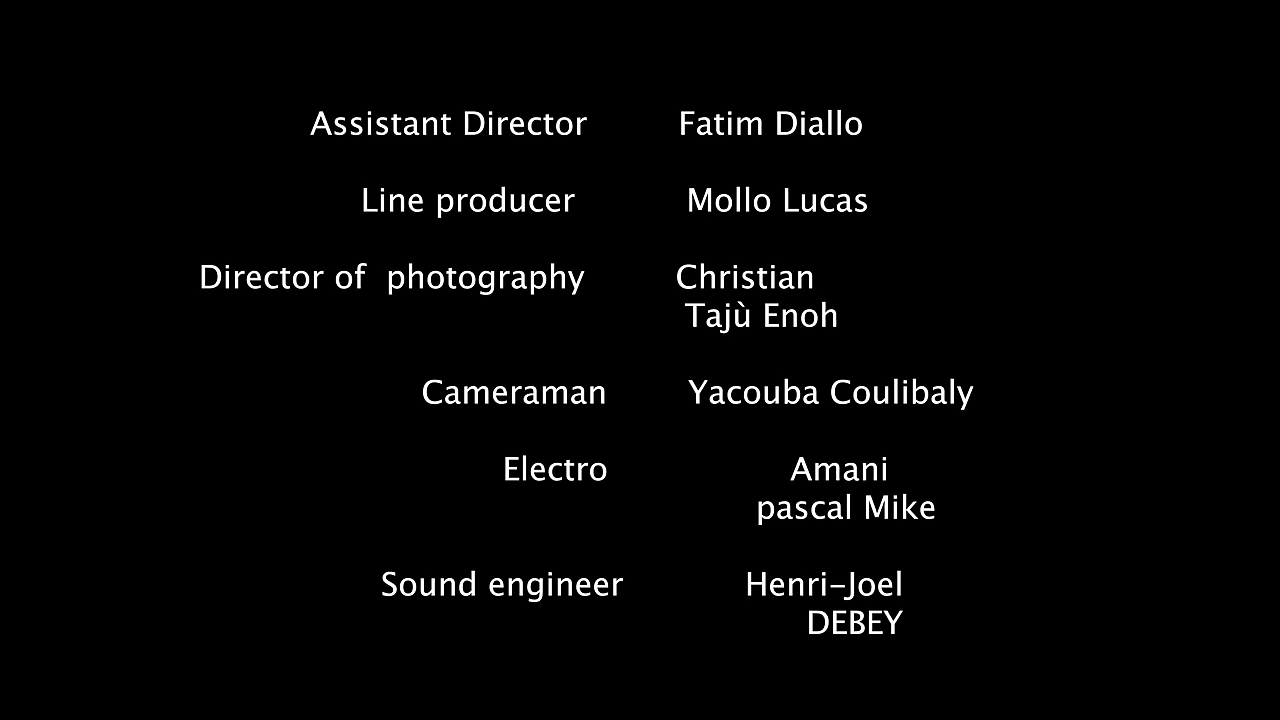 Assistant Director Fatim Diallo
Line producer Mollo Lucas
Director of photography Christian
Tajù Enoh
Cameraman Yacouba Coulibaly
Electro Amani
pascal Mike
Sound engineer Henri-Joel
DEBEY